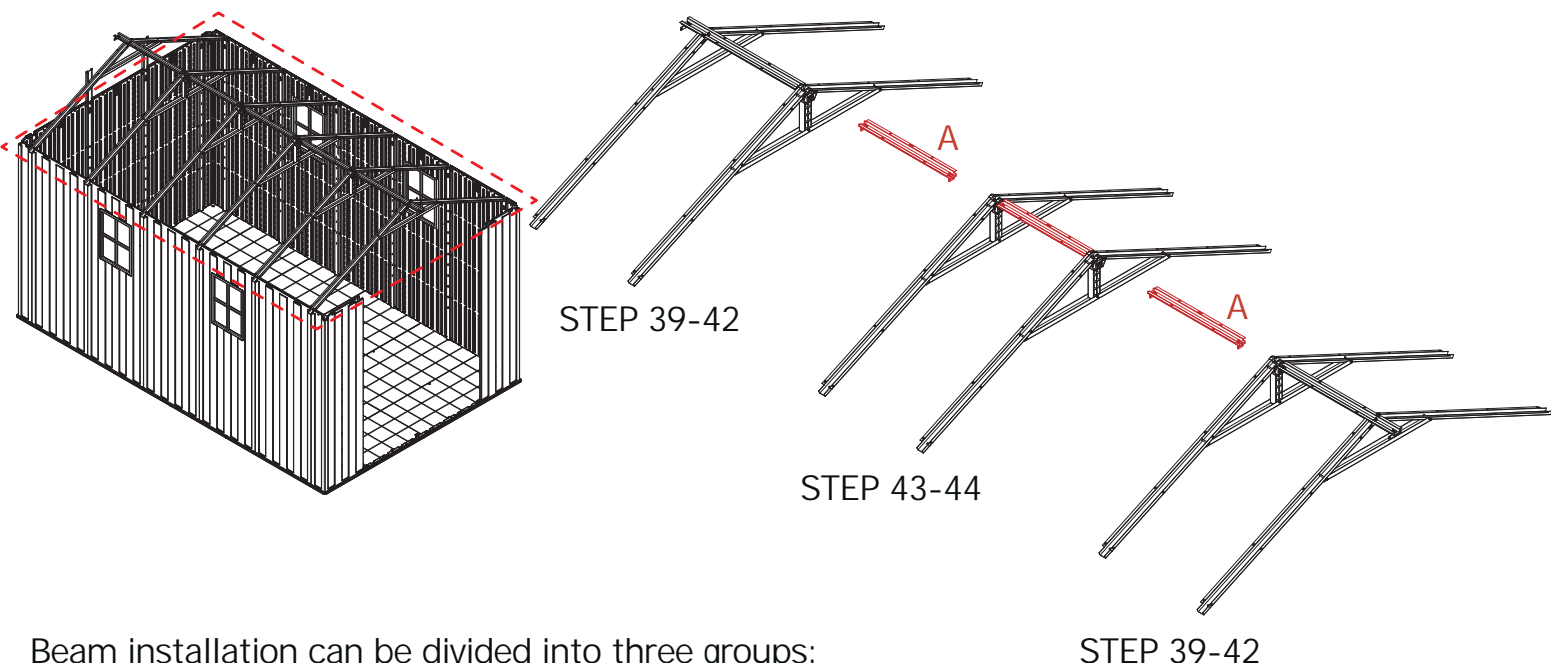 A
STEP 39-42
A
STEP 43-44
STEP 39-42
Beam installation can be divided into three groups: